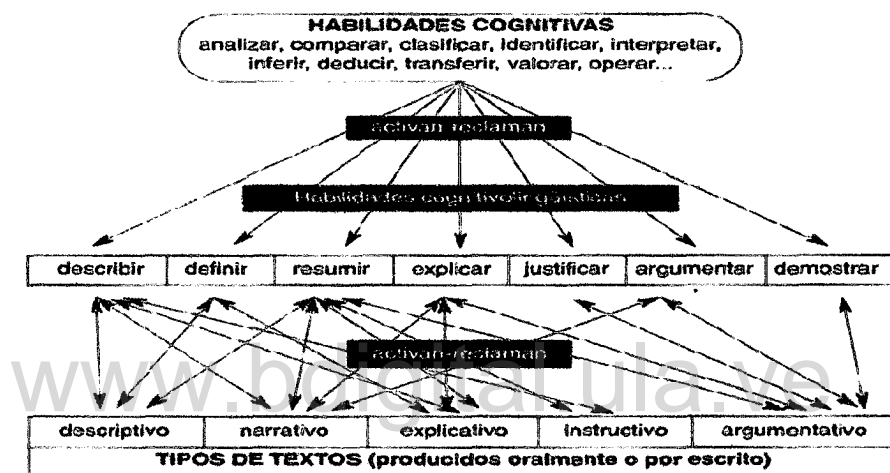 HABILIDADES COGNITIVAS
analizar, comparar, clasificar, identificar, interpretar,
inferir, deducir, transferir, valorar, operar...
activan-reclaman
Habilidades cognitivolingüísticas
describir definir resumir explicar justificar argumentar demostrar
activan-reclaman
www.bdigital.ula.ve
descriptivo narrativo explicativo instructivo argumentativo
TIPOS DE TEXTOS (producidos oralmente o por escrito)